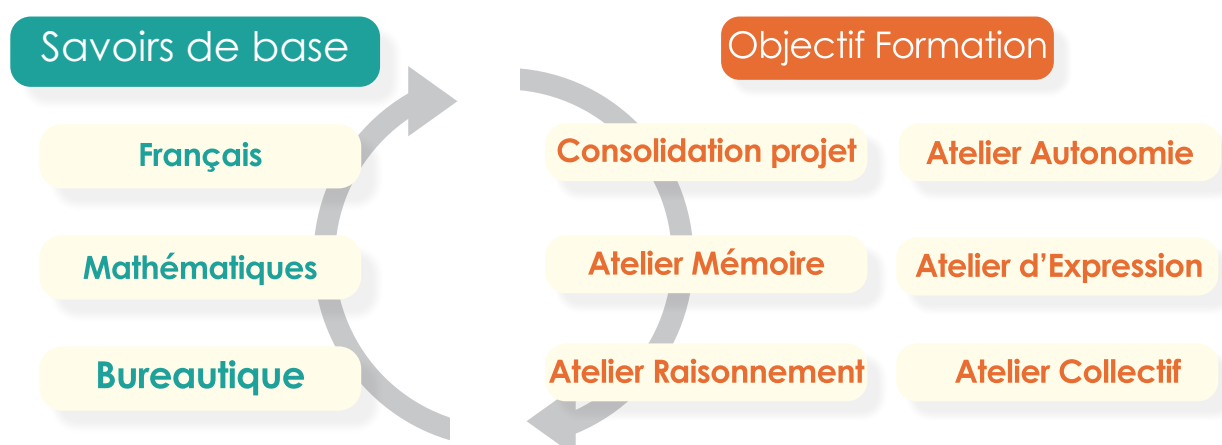 Savoirs de base
Français
Mathématiques
Bureautique
Objectif Formation
Consolidation projet
Atelier Autonomie
Atelier Mémoire
Atelier d’Expression
Atelier Raisonnement
Atelier Collectif